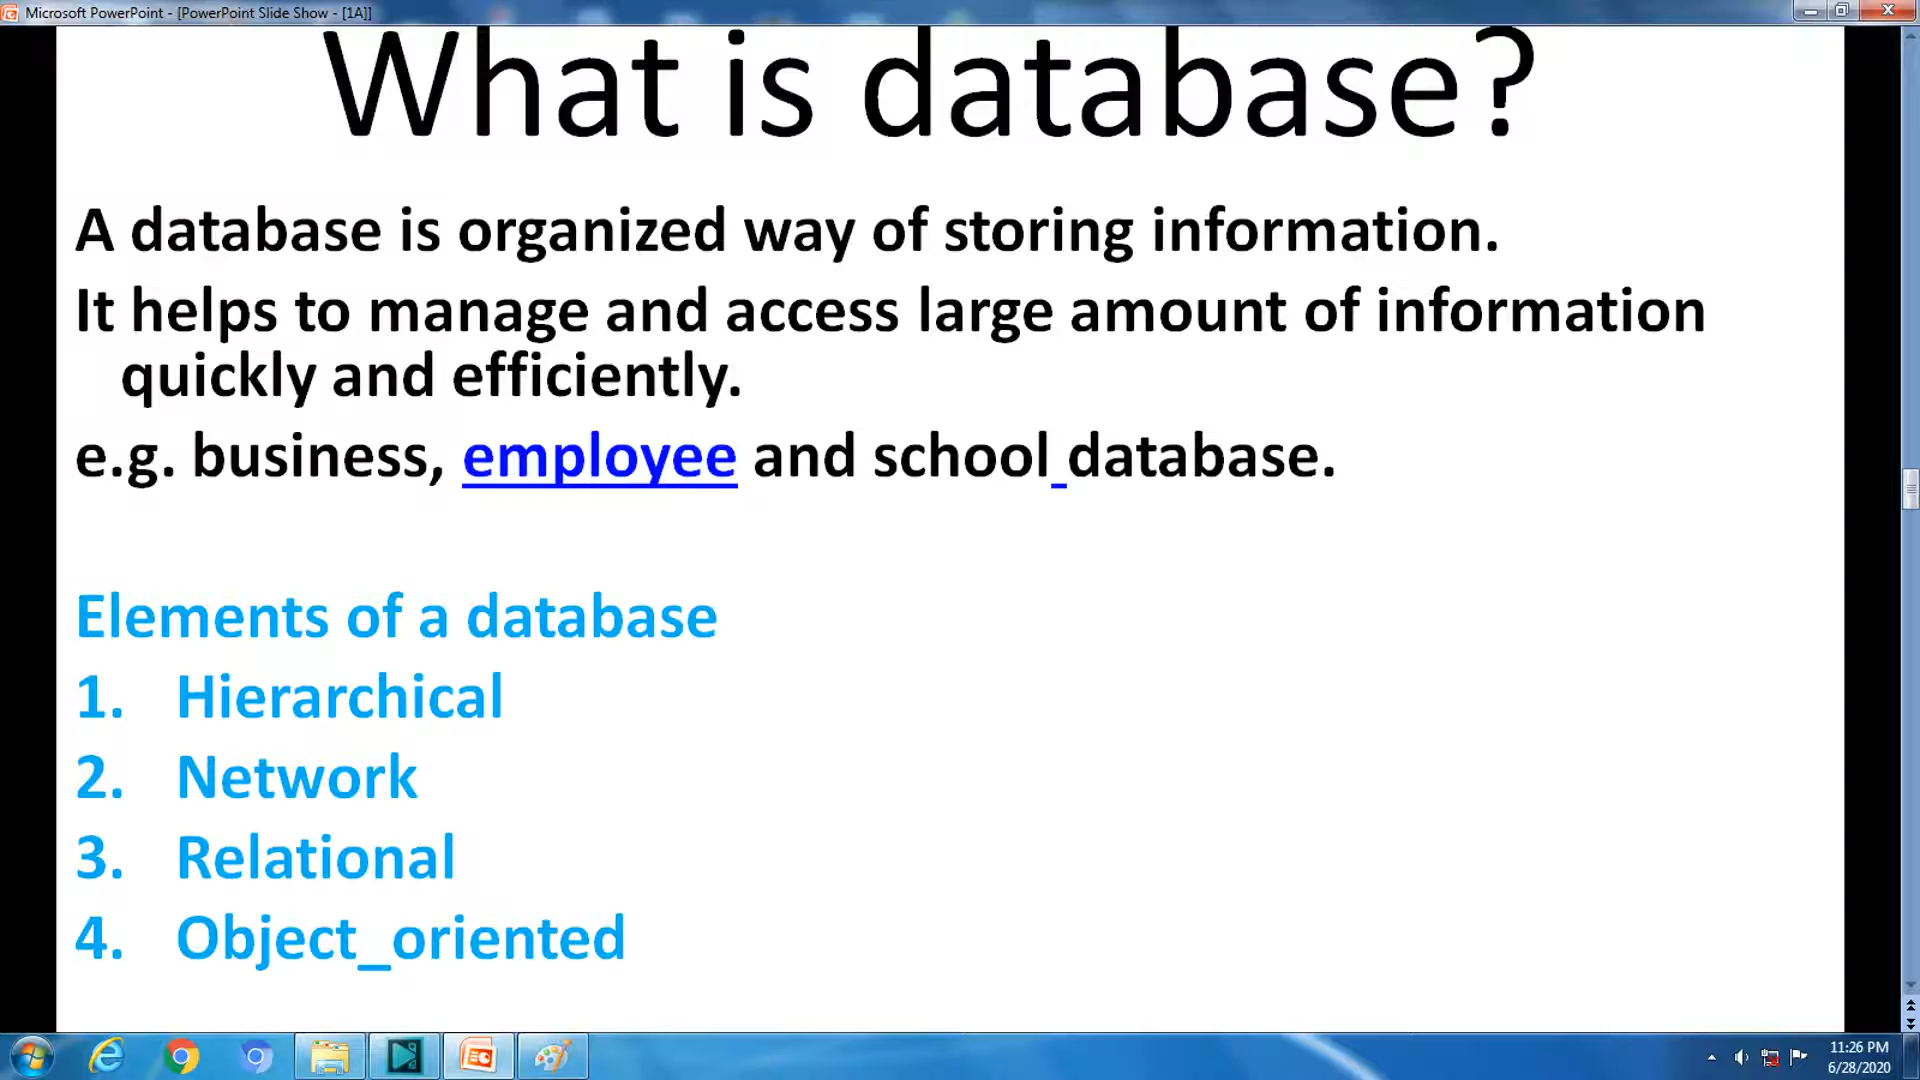 Microsoft PowerPoint - [PowerPoint Slide Show - [1A]]
What is database?
A database is organized way of storing information.
It helps to manage and access large amount of information
quickly and efficiently.
e.g. business, employee and school database.
Elements of a database
1. Hierarchical
2. Network
3. Relational
4. Object_oriented
11:26 PM
6/28/2020